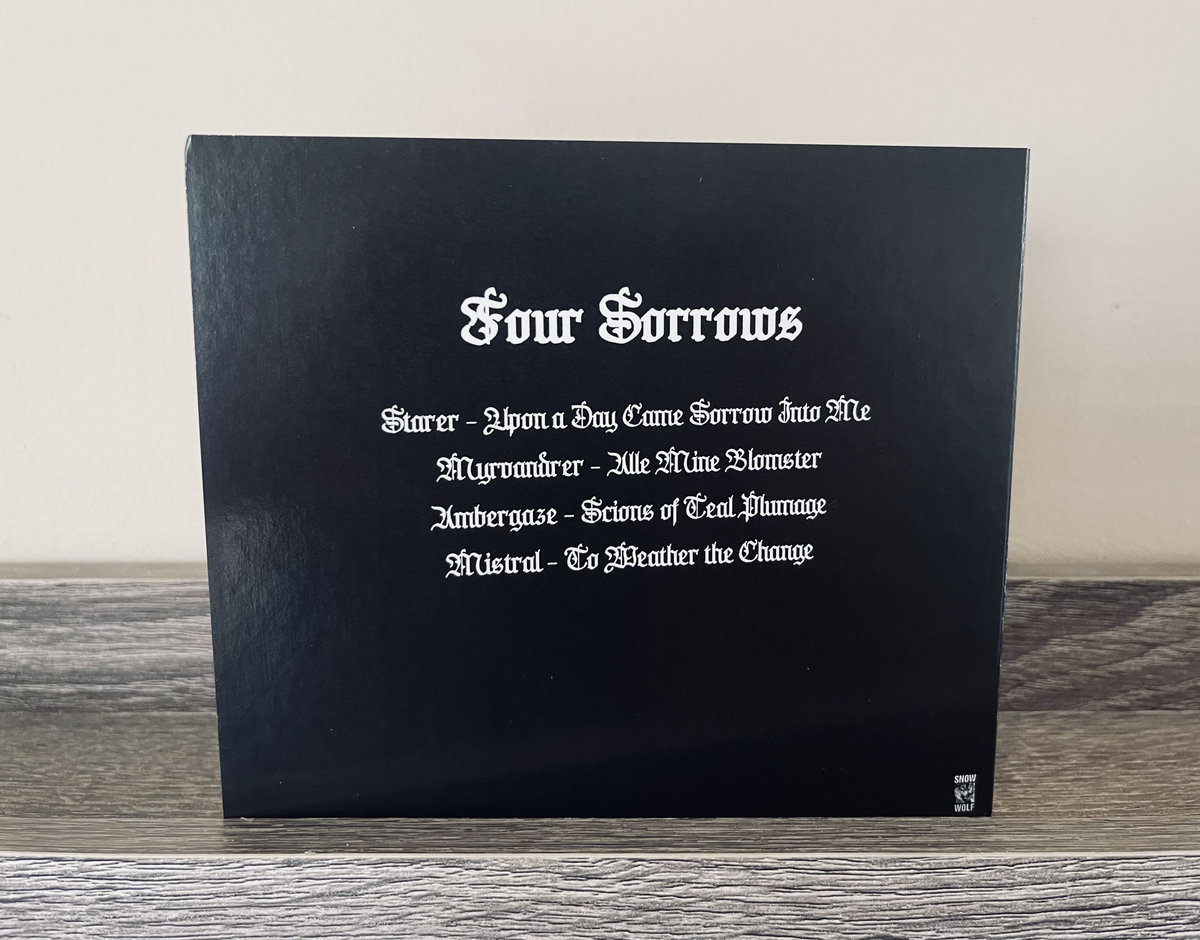 Four Sorrows
Starer - Upon a Day Came Sorrow Into Me
Myrvandrer - Alle Mine Blomster
Ambergaze - Scions of Teal Plumage
Mistral - To Weather the Change
SNOW
WOLF